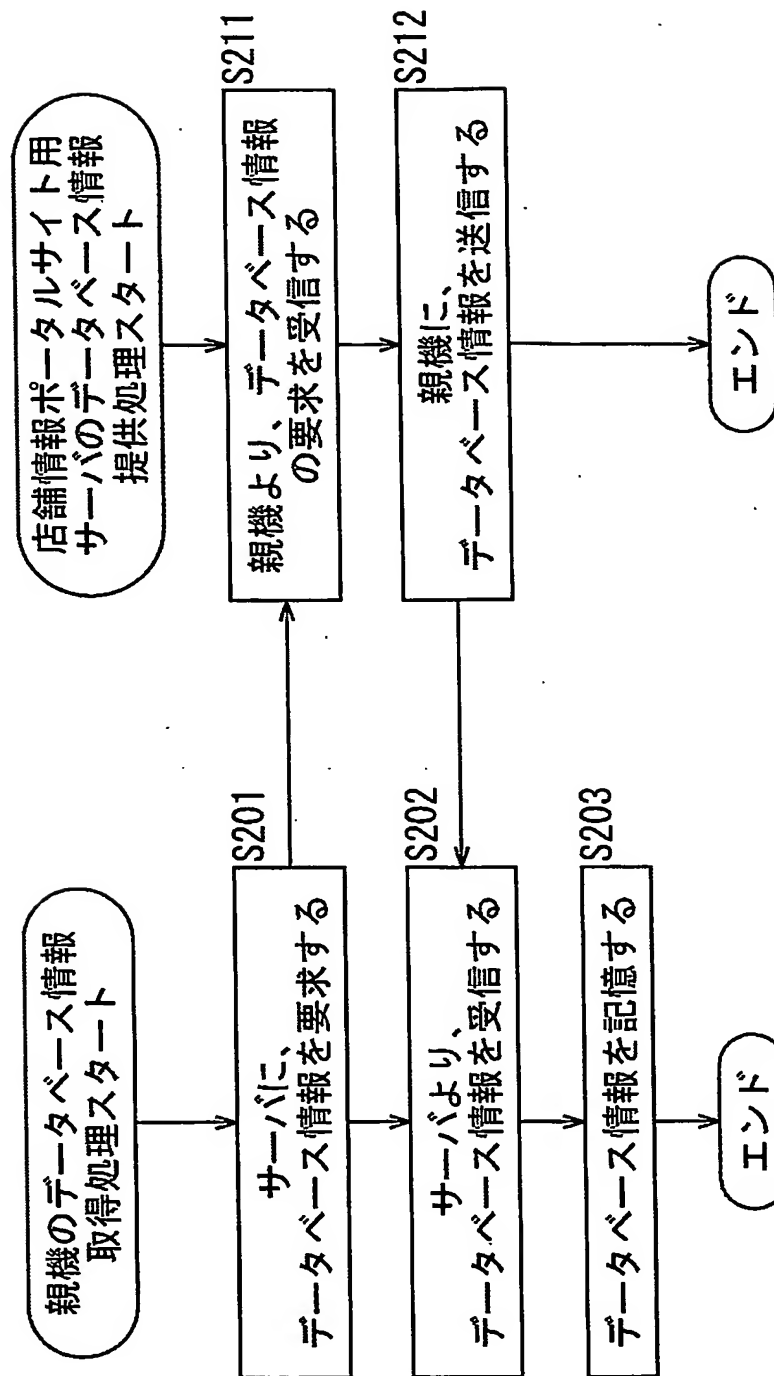 親機のデータベース情報
取得処理スタート
S201
サーバに、
データベース情報を要求する
S202
サーバより、
データベース情報を受信する
S203
データベース情報を記憶する
エンド
店舗情報ポータルサイト用
サーバのデータベース情報
提供処理スタート
S211
親機より、データベース情報
の要求を受信する
S212
親機に、
データベース情報を送信する
エンド